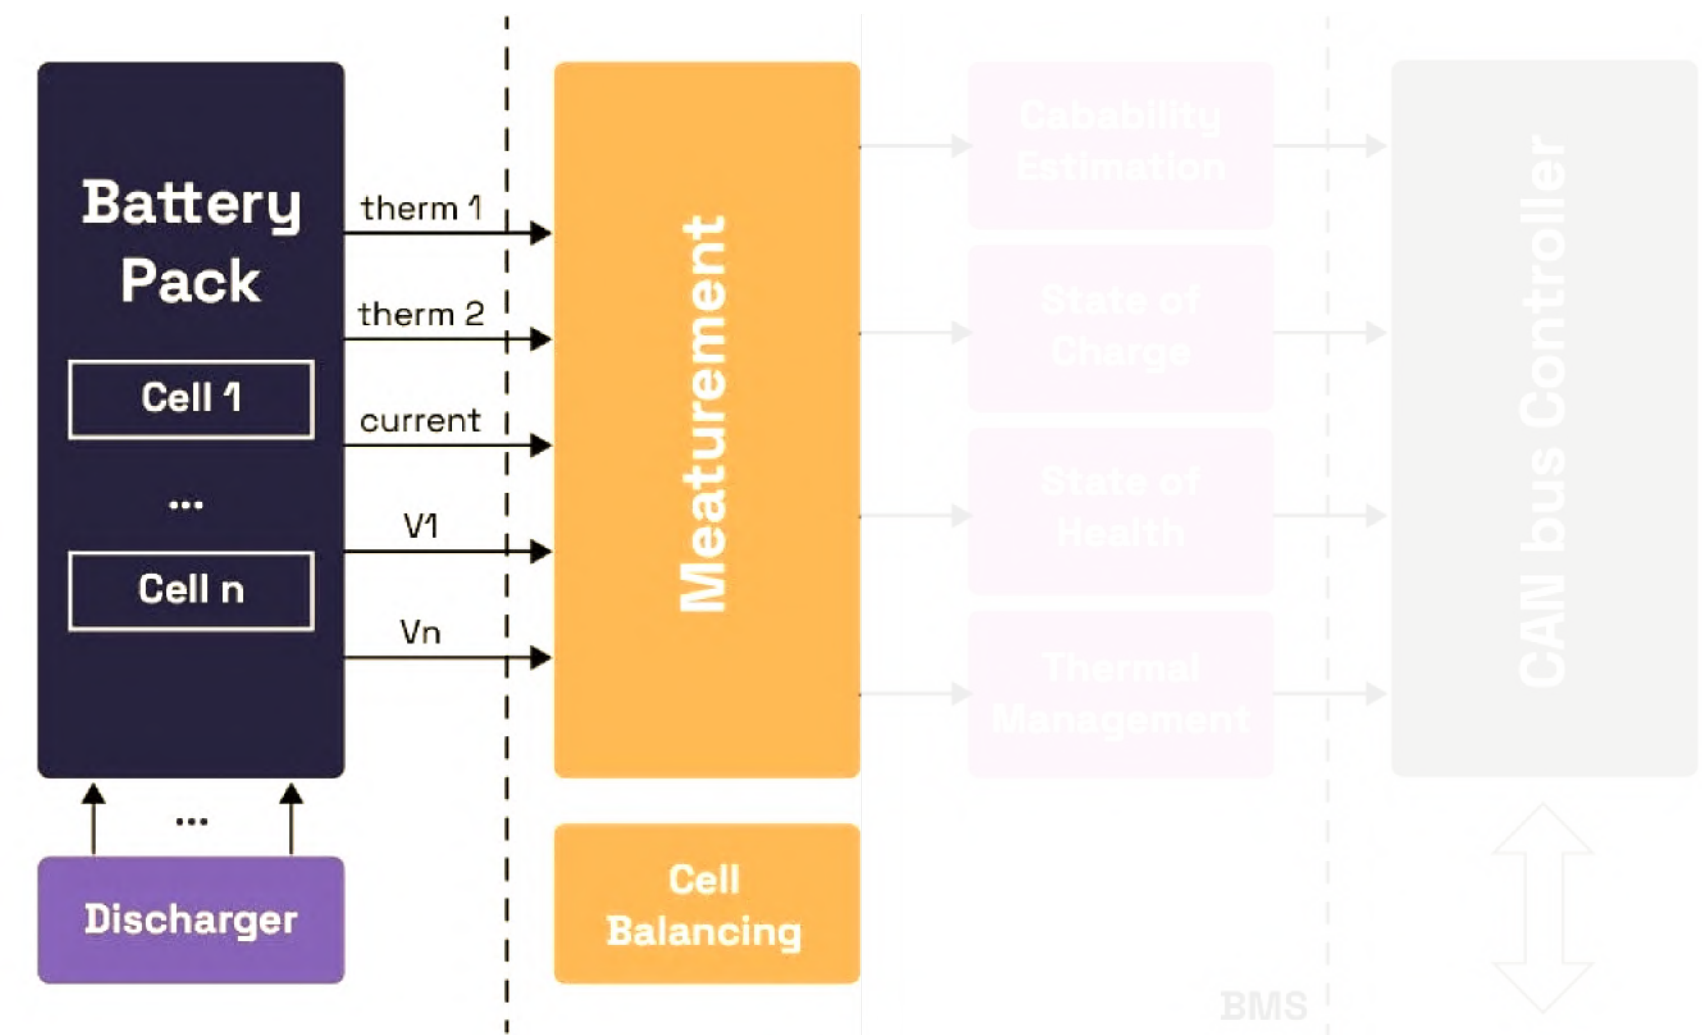 Battery
Pack
Cell 1
...
Cell n
...
Discharger
therm 1
therm 2
current
V1
Vn
Meaturement
Cell
Balancing
Cabability
Estimation
State of
Charge
State of
Health
Thermal
Management
BMS
CAN bus Controller